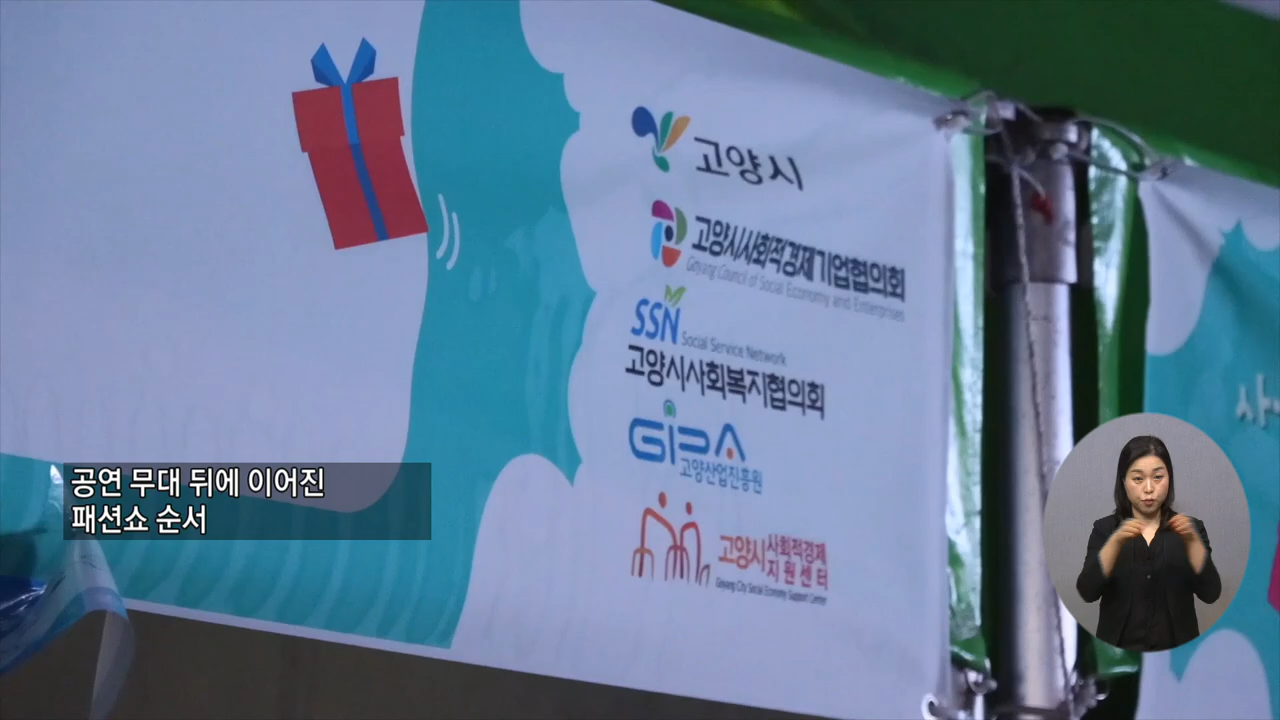 고양시
고양시사회적경제기업협의회
Goyang Council of Social Economy and Enterprises
SSN Social Service Network
고양시사회복지협의회
GIPA
고양산업진흥원
고양시 사회적경제
지원센터
Goyang City Social Economy Support Center
공연 무대 뒤에 이어진
패션쇼 순서